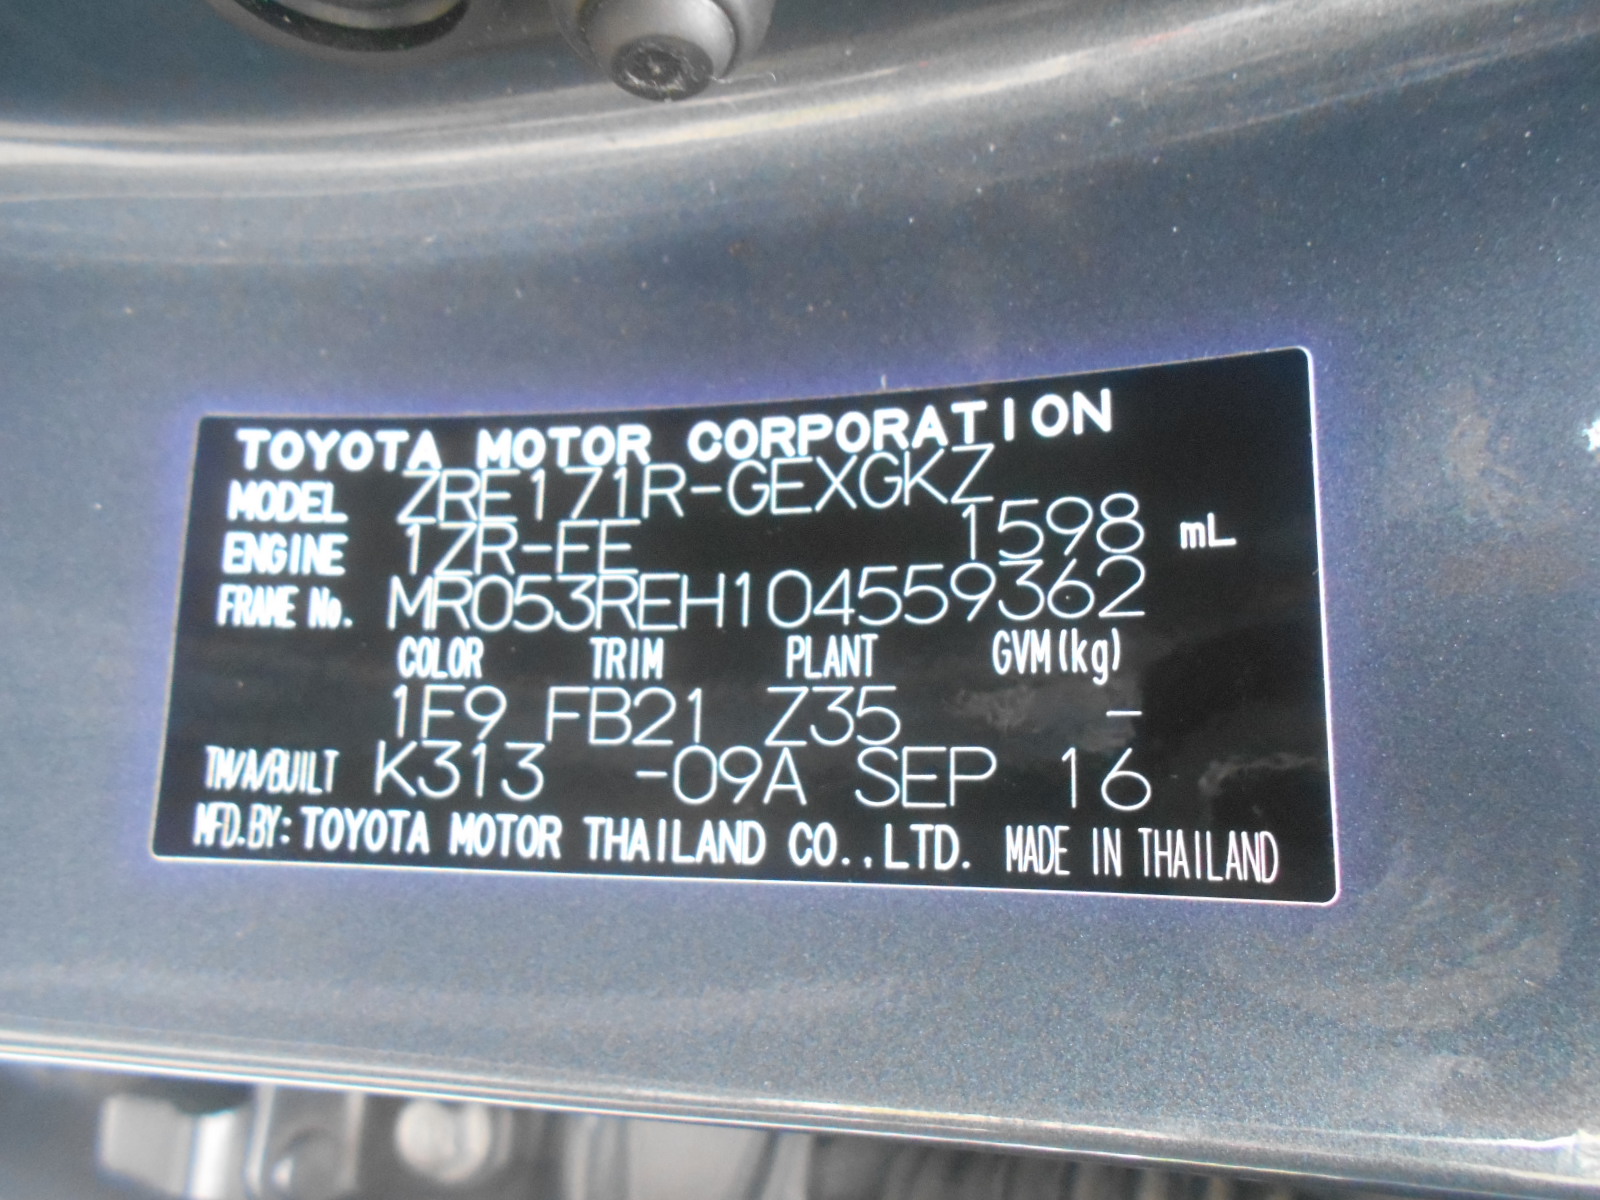 TOYOTA MOTOR CORPORATION
MODEL ZRE171R-GEXGKZ
ENGINE 1ZR-FE 1598 mL
FRAME No. MR053REH104559362
COLOR TRIM PLANT GVM(kg)
1F9 FB21 Z35 -
TM/A/BUILT K313 -09A SEP 16
MFD.BY: TOYOTA MOTOR THAILAND CO.,LTD. MADE IN THAILAND